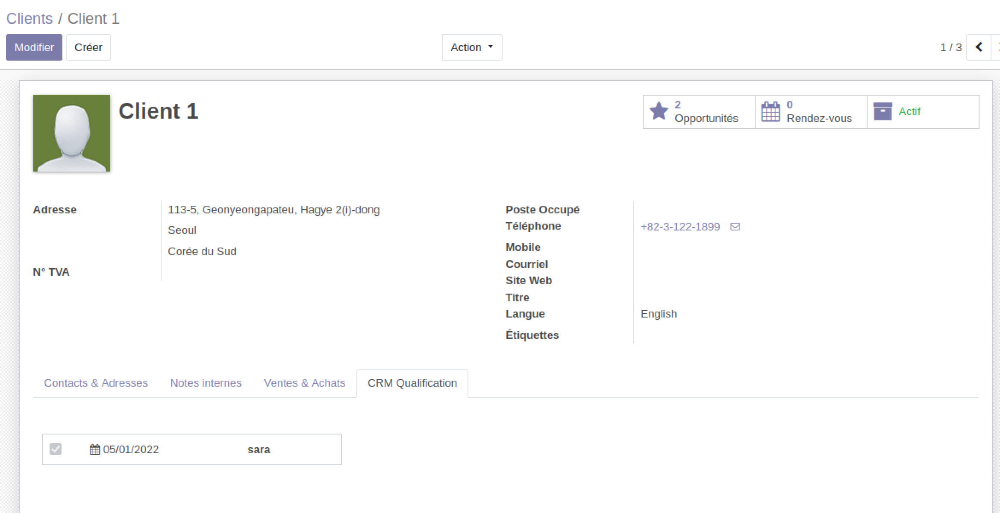 Clients / Client 1
Modifier Créer Action 1 / 3
Client 1
2 Opportunités
0 Rendez-vous
Actif
Adresse 113-5, Geonyeongapateu, Hagye 2(i)-dong
Seoul
Corée du Sud
N° TVA
Poste Occupé
Téléphone +82-3-122-1899
Mobile
Courriel
Site Web
Titre
Langue English
Étiquettes
Contacts & Adresses Notes internes Ventes & Achats CRM Qualification
05/01/2022 sara